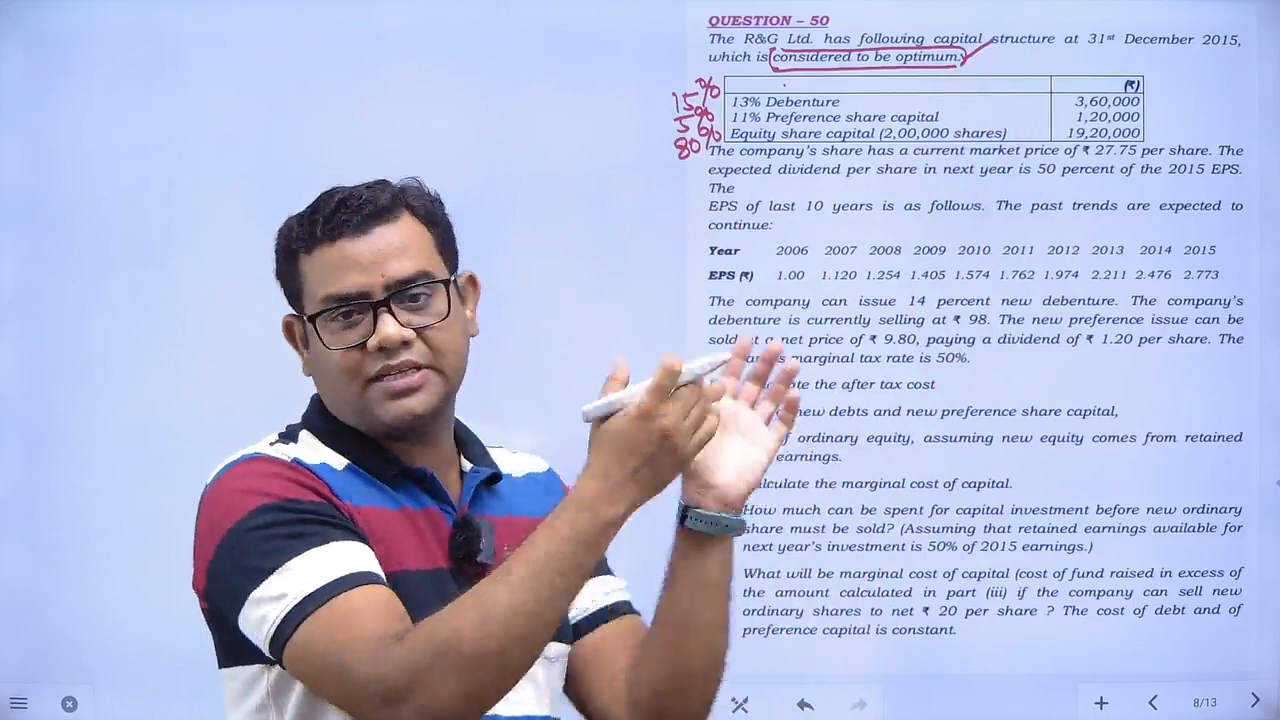 QUESTION – 50
The R&G Ltd. has following capital structure at 31st December 2015,
which is considered to be optimum.
(₹)
15%
13% Debenture 3,60,000
5%
11% Preference share capital 1,20,000
80%
Equity share capital (2,00,000 shares) 19,20,000
The company's share has a current market price of ₹ 27.75 per share. The
expected dividend per share in next year is 50 percent of the 2015 EPS.
The
EPS of last 10 years is as follows. The past trends are expected to
continue:
Year 2006 2007 2008 2009 2010 2011 2012 2013 2014 2015
EPS (₹) 1.00 1.120 1.254 1.405 1.574 1.762 1.974 2.211 2.476 2.773
The company can issue 14 percent new debenture. The company's
debenture is currently selling at ₹ 98. The new preference issue can be
sold net price of ₹ 9.80, paying a dividend of ₹ 1.20 per share. The
marginal tax rate is 50%.
the after tax cost
new debts and new preference share capital,
ordinary equity, assuming new equity comes from retained
earnings.
the marginal cost of capital.
How much can be spent for capital investment before new ordinary
share must be sold? (Assuming that retained earnings available for
next year's investment is 50% of 2015 earnings.)
What will be marginal cost of capital (cost of fund raised in excess of
the amount calculated in part (iii) if the company can sell new
ordinary shares to net ₹ 20 per share ? The cost of debt and of
preference capital is constant.
8/13